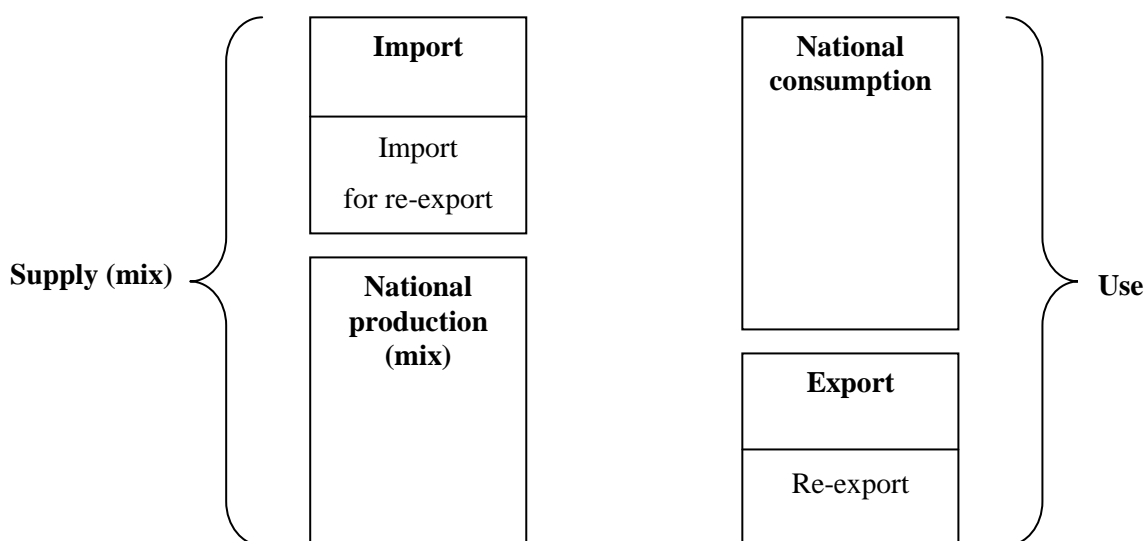 Import
Import
for re-export
Supply (mix)
National
production
(mix)
National
consumption
Export
Re-export
Use